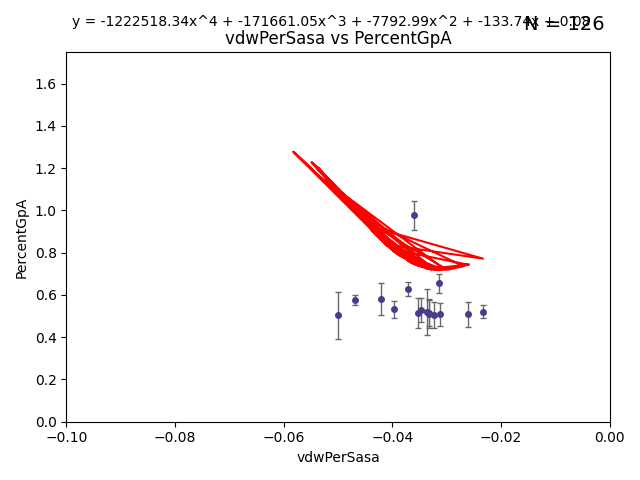 y = -1222518.34x^4 + -171661.05x^3 + -7792.99x^2 + -133.74x + 0.08
N = 126
vdwPerSasa vs PercentGpA
1.6
1.4
1.2
1.0
0.8
0.6
0.4
0.2
0.0
PercentGpA
−0.10 −0.08 −0.06 −0.04 −0.02 0.00
vdwPerSasa